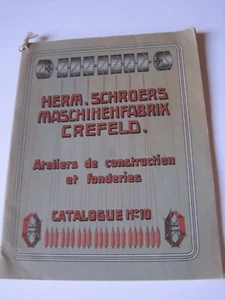 HERM. SCHROERS
MASCHINENFABRIK
CREFELD.
Ateliers de construction
et fonderies
CATALOGUE No 10